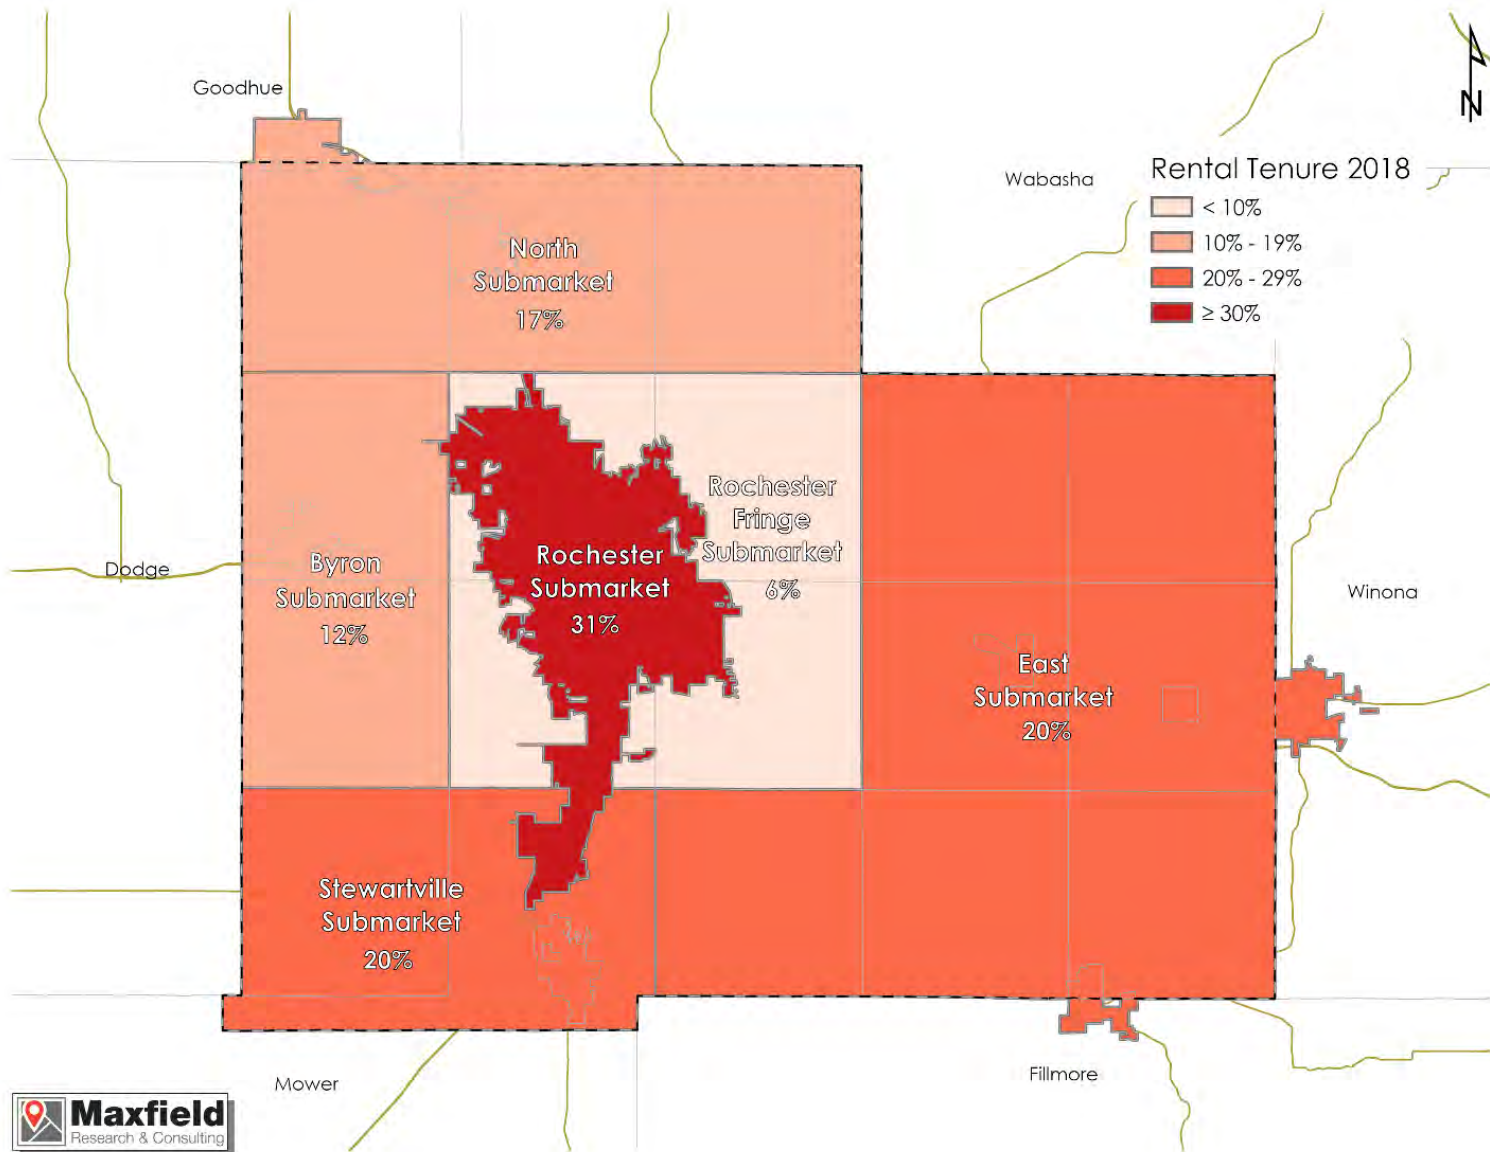 Goodhue
N
Wabasha
Rental Tenure 2018
< 10%
10% - 19%
20% - 29%
≥ 30%
North
Submarket
17%
Rochester
Fringe
Submarket
6%
Rochester
Submarket
31%
Byron
Submarket
12%
Dodge
Winona
East
Submarket
20%
Stewartville
Submarket
20%
Mower
Fillmore
Maxfield
Research & Consulting